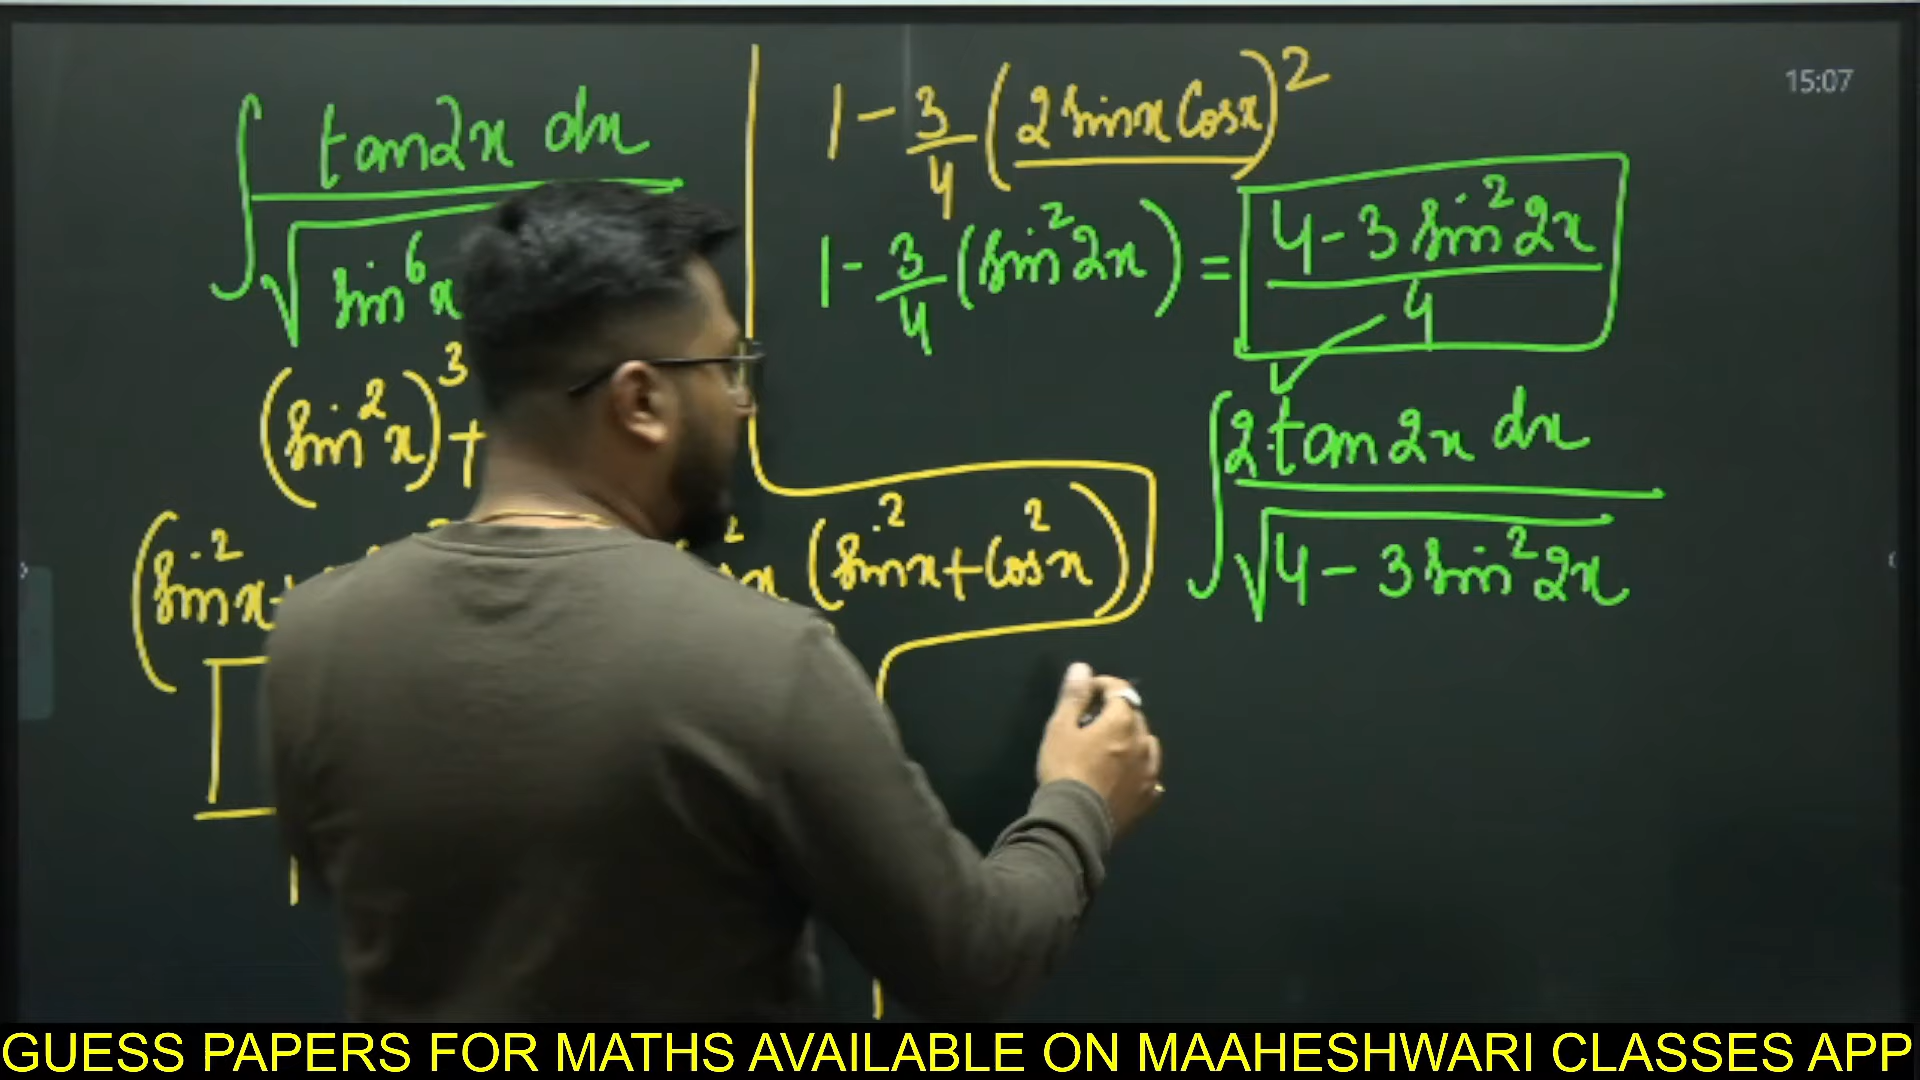 ∫ tan2x dx
√ sin⁶x
(sin²x)³ +
(sin²x +
² (sin²x + cos²x)
1 - 3/4 (2 sinx cosx)²
1 - 3/4 (sin²2x) = 4 - 3 sin²2x / 4
∫ 2 tan2x dx
√ 4 - 3 sin²2x
15:07
GUESS PAPERS FOR MATHS AVAILABLE ON MAAHESHWARI CLASSES APP